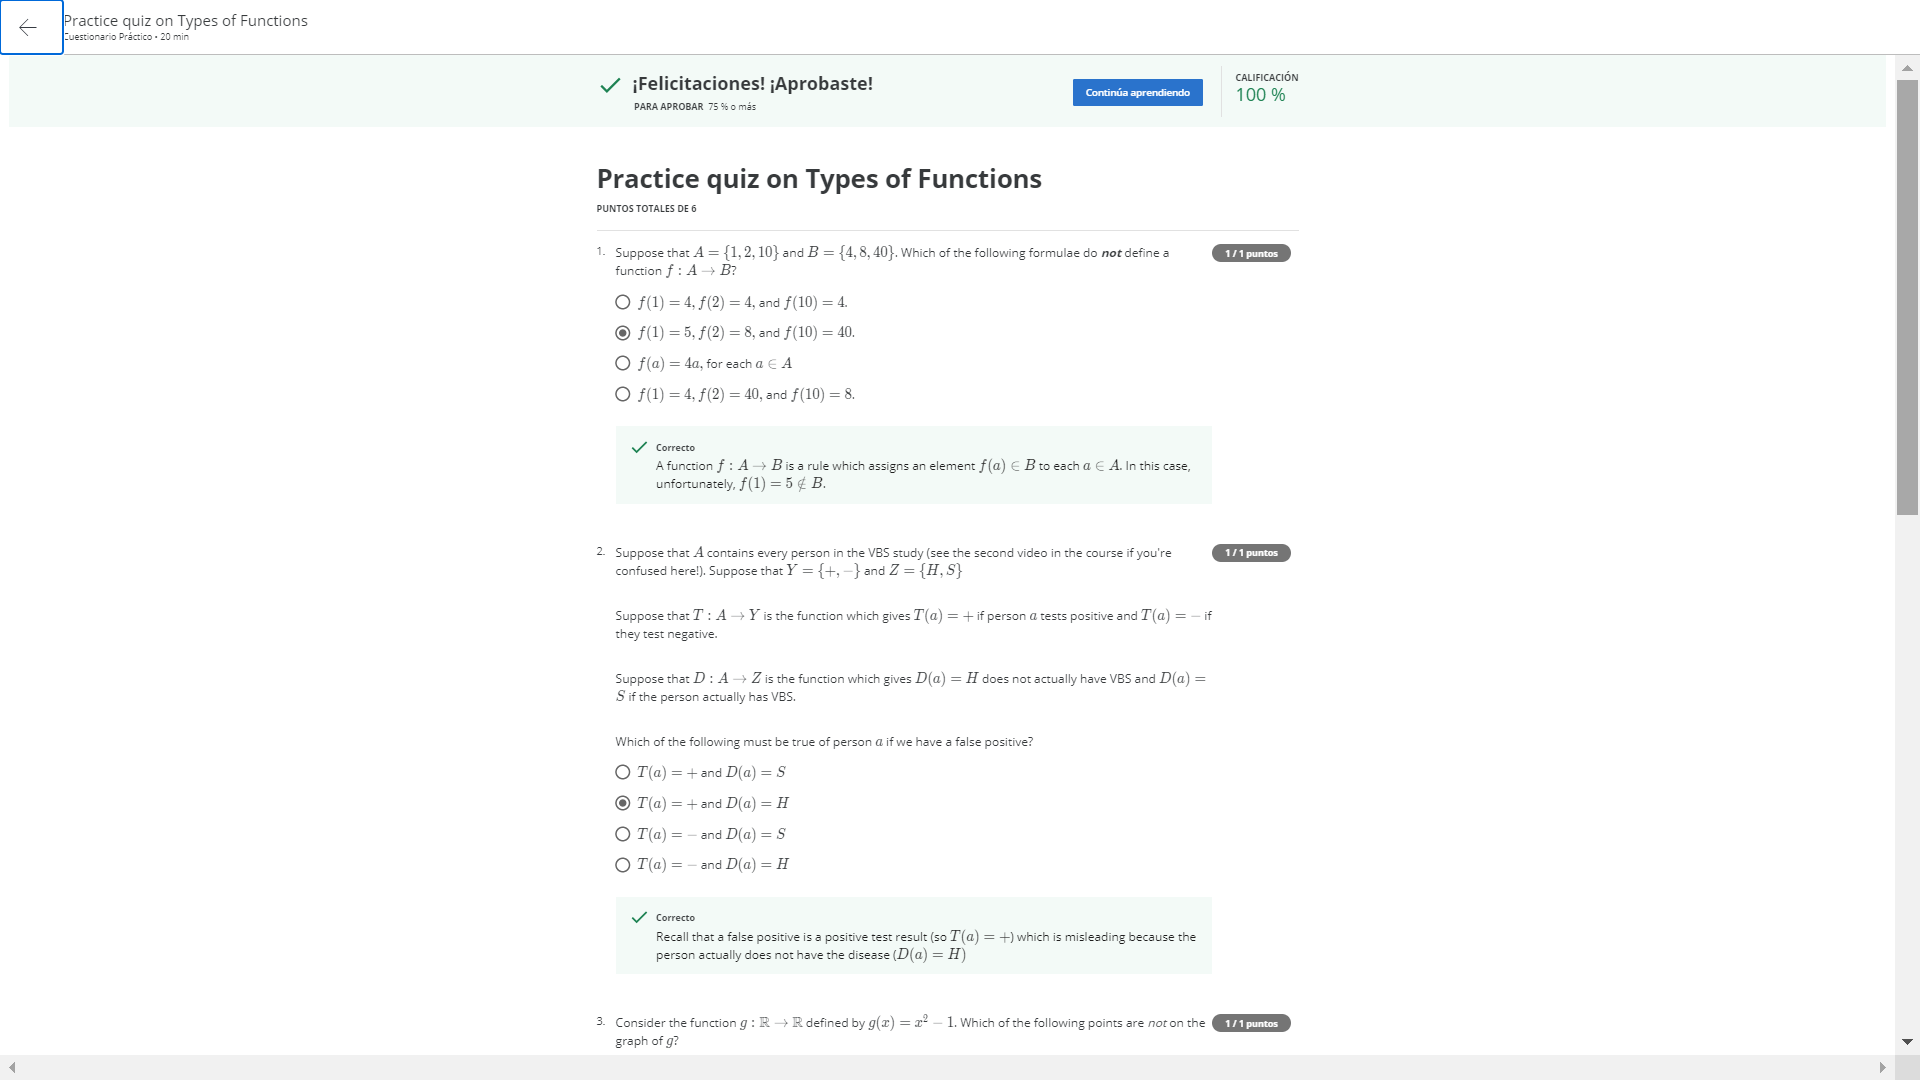 Practice quiz on Types of Functions
Cuestionario Práctico • 20 min
¡Felicitaciones! ¡Aprobaste!
PARA APROBAR 75 % o más
Continúa aprendiendo
CALIFICACIÓN
100 %
Practice quiz on Types of Functions
PUNTOS TOTALES DE 6
1. Suppose that A = {1, 2, 10} and B = {4, 8, 40}. Which of the following formulae do not define a
function f : A → B?
1 / 1 puntos
f(1) = 4, f(2) = 4, and f(10) = 4.
f(1) = 5, f(2) = 8, and f(10) = 40.
f(a) = 4a, for each a ∈ A
f(1) = 4, f(2) = 40, and f(10) = 8.
Correcto
A function f : A → B is a rule which assigns an element f(a) ∈ B to each a ∈ A. In this case,
unfortunately, f(1) = 5 ∉ B.
2. Suppose that A contains every person in the VBS study (see the second video in the course if you're
confused here!). Suppose that Y = {+, −} and Z = {H, S}
1 / 1 puntos
Suppose that T : A → Y is the function which gives T(a) = + if person a tests positive and T(a) = − if
they test negative.
Suppose that D : A → Z is the function which gives D(a) = H does not actually have VBS and D(a) =
S if the person actually has VBS.
Which of the following must be true of person a if we have a false positive?
T(a) = + and D(a) = S
T(a) = + and D(a) = H
T(a) = − and D(a) = S
T(a) = − and D(a) = H
Correcto
Recall that a false positive is a positive test result (so T(a) = +) which is misleading because the
person actually does not have the disease (D(a) = H)
3. Consider the function g : ℝ → ℝ defined by g(x) = x² − 1. Which of the following points are not on the
graph of g?
1 / 1 puntos